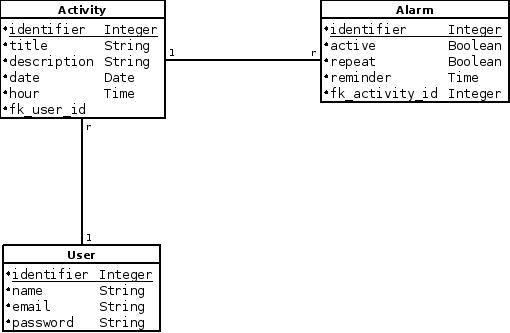 Activity
identifier Integer
title String
description String
date Date
hour Time
fk_user_id
1
r
Alarm
identifier Integer
active Boolean
repeat Boolean
reminder Time
fk_activity_id Integer
r
1
User
identifier Integer
name String
email String
password String